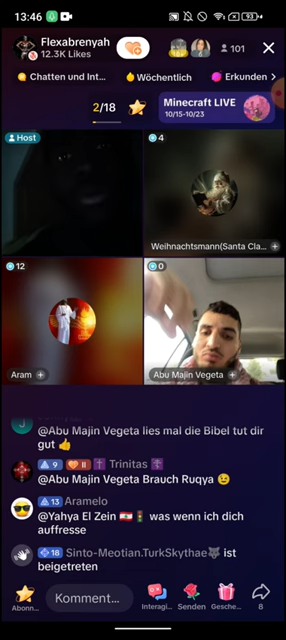 13:46
93
Flexabrenyah
12.3K Likes
101
Chatten und Int...
Wöchentlich
Erkunden
2/18
Minecraft LIVE
10/15-10/23
Host
4
Weihnachtsmann(Santa Cla...
12
0
Aram
Abu Majin Vegeta
@Abu Majin Vegeta lies mal die Bibel tut dir
gut
9 II Trinitas
@Abu Majin Vegeta Brauch Ruqya
13 Aramelo
@Yahya El Zein was wenn ich dich
auffresse
18 Sinto-Meotian.TurkSkythae ist
beigetreten
Kommentar...
Abonn...
Interagi...
Senden
Gesche...
8